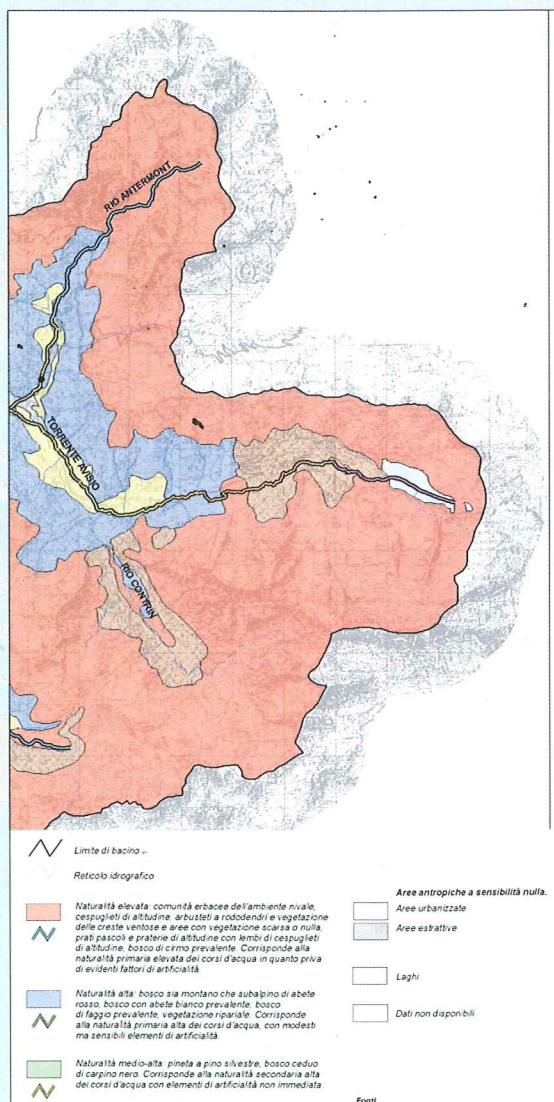 RIO ANTERMONT
TORRENTE AVISIO
RIO CONTRIN
Limite di bacino
Reticolo idrografico
Naturalità elevata: comunità erbacee dell'ambiente nivale,
cespuglieti di altitudine, arbusteti a rododendri e vegetazione
delle creste ventose e aree con vegetazione scarsa o nulla,
prati pascoli e praterie di altitudine con lembi di cespuglieti
di altitudine, bosco di cirmo prevalente. Corrisponde alla
naturalità primaria elevata dei corsi d'acqua in quanto priva
di evidenti fattori di artificialità.
Naturalità alta: bosco sia montano che subalpino di abete
rosso, bosco con abete bianco prevalente, bosco
di faggio prevalente, vegetazione ripariale. Corrisponde
alla naturalità primaria alta dei corsi d'acqua, con modesti
ma sensibili elementi di artificialità.
Naturalità medio-alta: pineta a pino silvestre, bosco ceduo
di carpino nero. Corrisponde alla naturalità secondaria alta
dei corsi d'acqua con elementi di artificialità non immediata.
Aree antropiche a sensibilità nulla.
Aree urbanizzate
Aree estrattive
Laghi
Dati non disponibili
Fonti